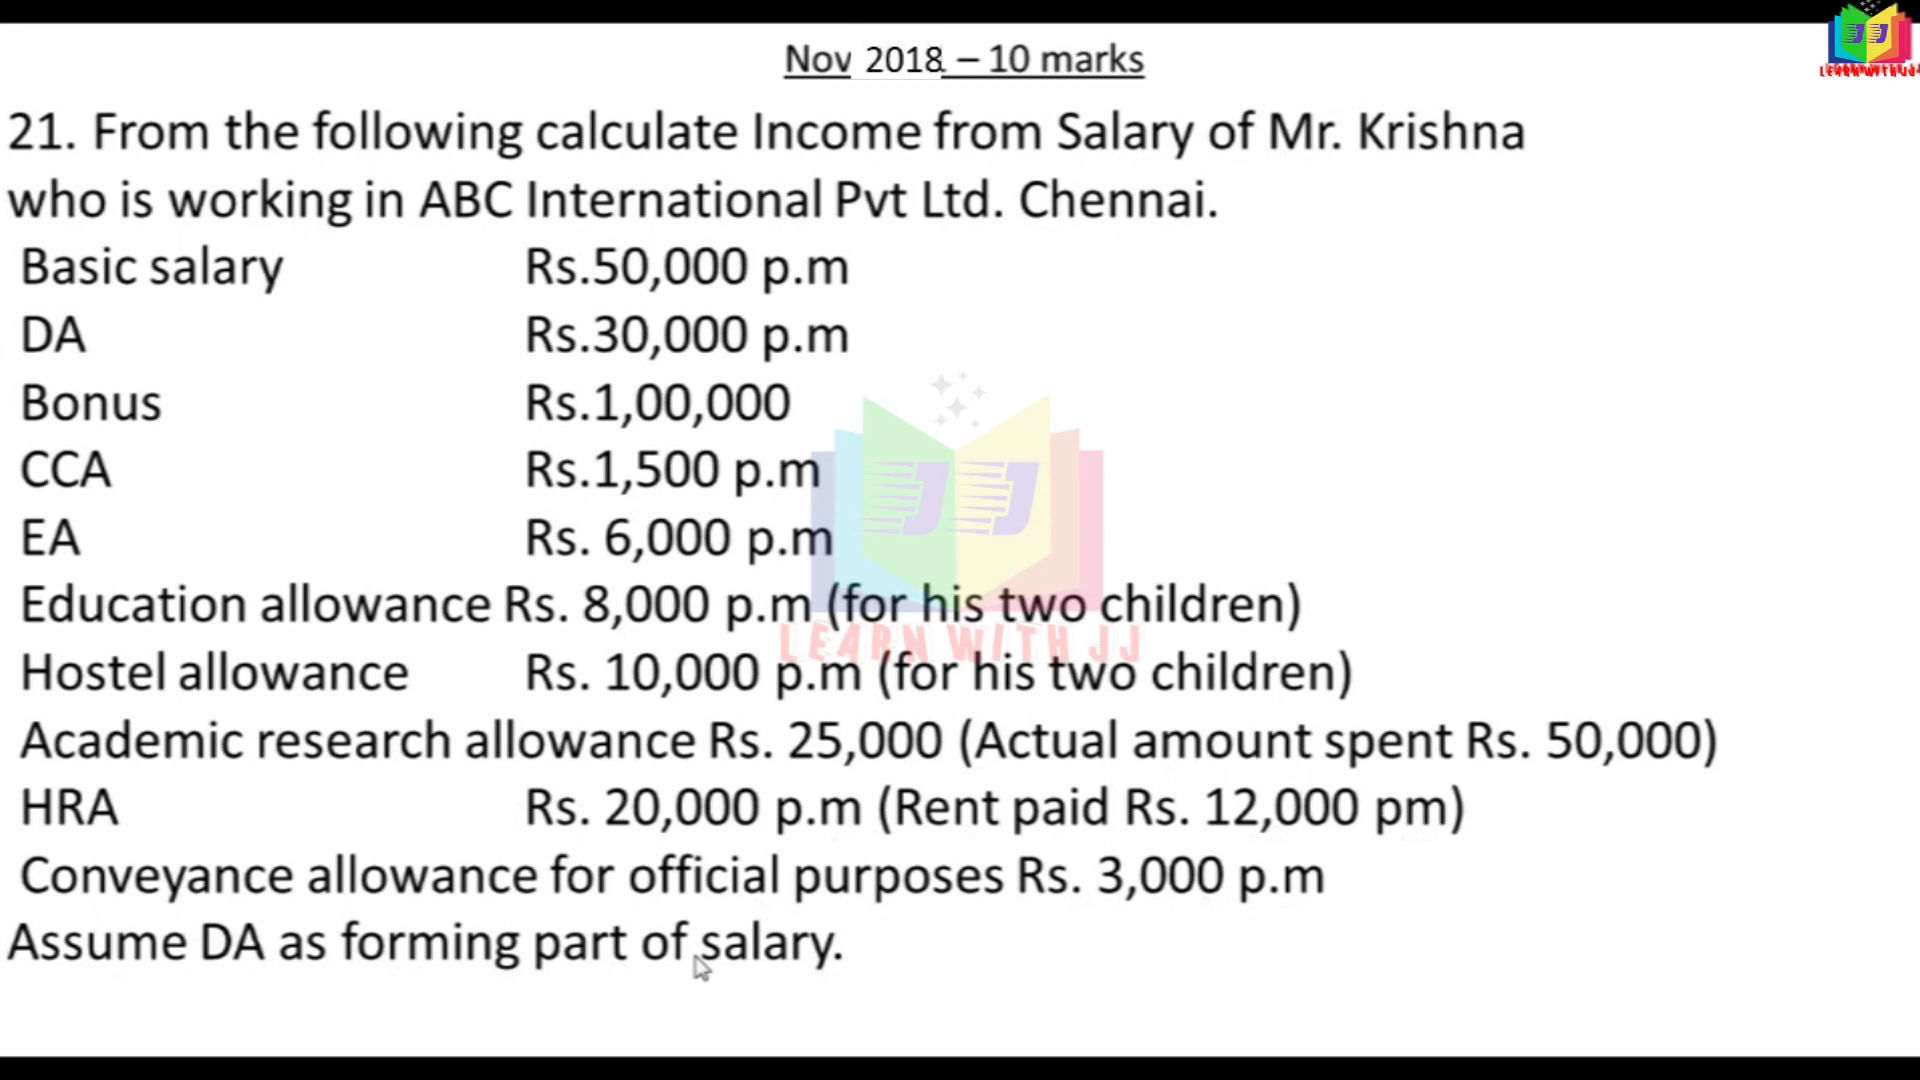 Nov 2018 – 10 marks
JJ
LEARN WITH JJ
21. From the following calculate Income from Salary of Mr. Krishna
who is working in ABC International Pvt Ltd. Chennai.
Basic salary Rs.50,000 p.m
DA Rs.30,000 p.m
Bonus Rs.1,00,000
CCA Rs.1,500 p.m
EA Rs. 6,000 p.m
JJ
Education allowance Rs. 8,000 p.m (for his two children)
LEARN WITH JJ
Hostel allowance Rs. 10,000 p.m (for his two children)
Academic research allowance Rs. 25,000 (Actual amount spent Rs. 50,000)
HRA Rs. 20,000 p.m (Rent paid Rs. 12,000 pm)
Conveyance allowance for official purposes Rs. 3,000 p.m
Assume DA as forming part of salary.